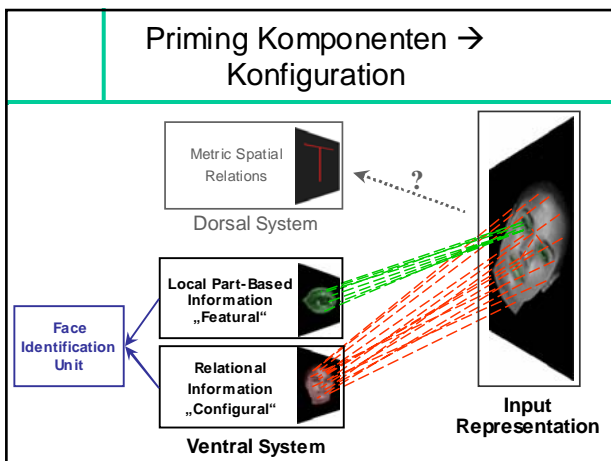 Priming Komponenten →
Konfiguration
Metric Spatial
Relations
?
Dorsal System
Local Part-Based
Information
„Featural“
Face
Identification
Unit
Relational
Information
„Configural“
Input
Representation
Ventral System